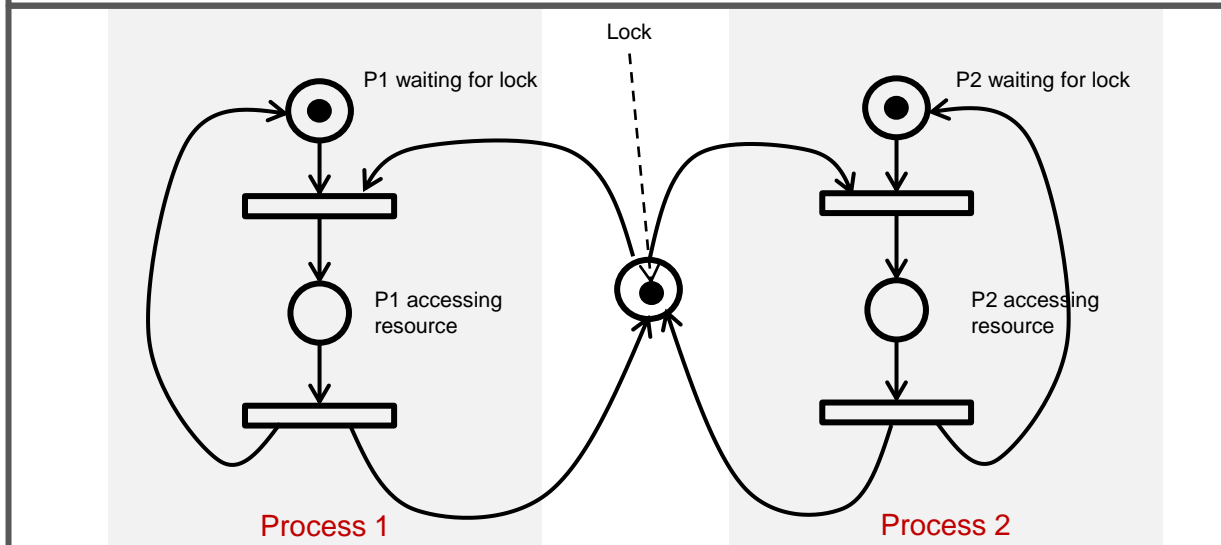 Lock
P1 waiting for lock
P2 waiting for lock
P1 accessing
resource
P2 accessing
resource
Process 1
Process 2